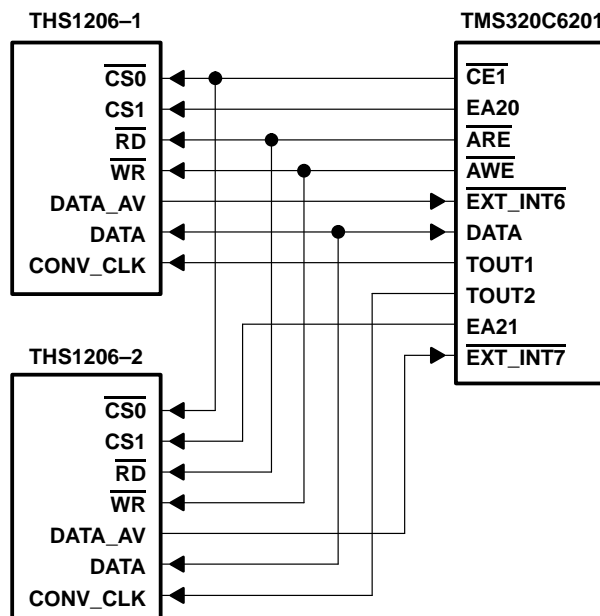 THS1206–1
CS0
CS1
RD
WR
DATA_AV
DATA
CONV_CLK
TMS320C6201
CE1
EA20
ARE
AWE
EXT_INT6
DATA
TOUT1
TOUT2
EA21
EXT_INT7
THS1206–2
CS0
CS1
RD
WR
DATA_AV
DATA
CONV_CLK